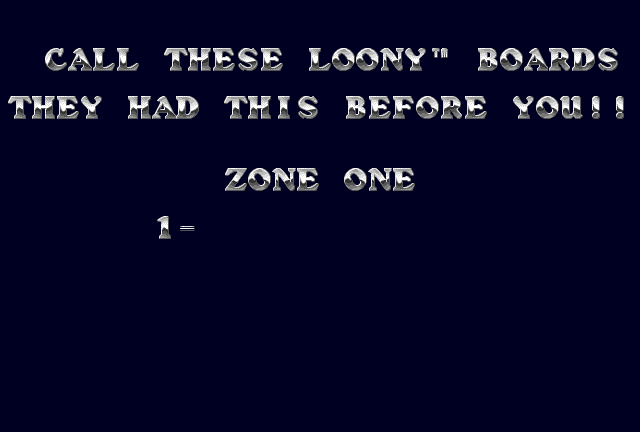 CALL THESE LOONY™ BOARDS
THEY HAD THIS BEFORE YOU!!
ZONE ONE
1=